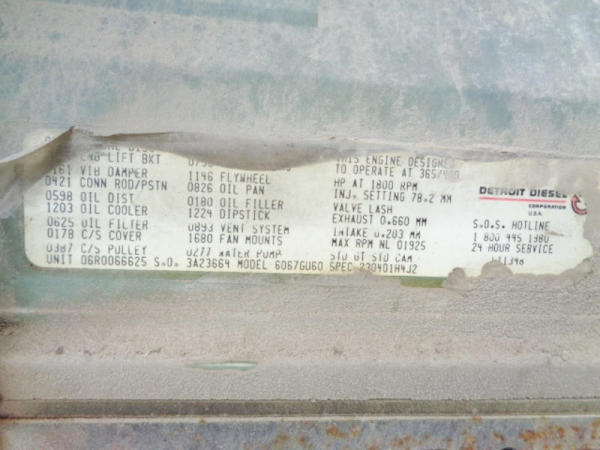 LIFT BKT
VIB DAMPER
0421 CONN ROD/PSTN
0598 OIL DIST
1203 OIL COOLER
0625 OIL FILTER
0178 C/S COVER
0387 C/S PULLEY
1146 FLYWHEEL
0826 OIL PAN
0180 OIL FILLER
1224 DIPSTICK
0893 VENT SYSTEM
1680 FAN MOUNTS
0277 WATER PUMP
THIS ENGINE DESIGNED
TO OPERATE AT 365/
HP AT 1800 RPM
INJ. SETTING 78.2 MM
VALVE LASH
EXHAUST 0.660 MM
INTAKE 0.203 MM
MAX RPM NL 01925
STD GT STD CAM
UNIT 06R0066625 S.O. 3A23664 MODEL 6067GU60 SPEC 230401H4J2
DETROIT DIESEL
CORPORATION
U.S.A.
S.O.S. HOTLINE
1 800 445 1980
24 HOUR SERVICE